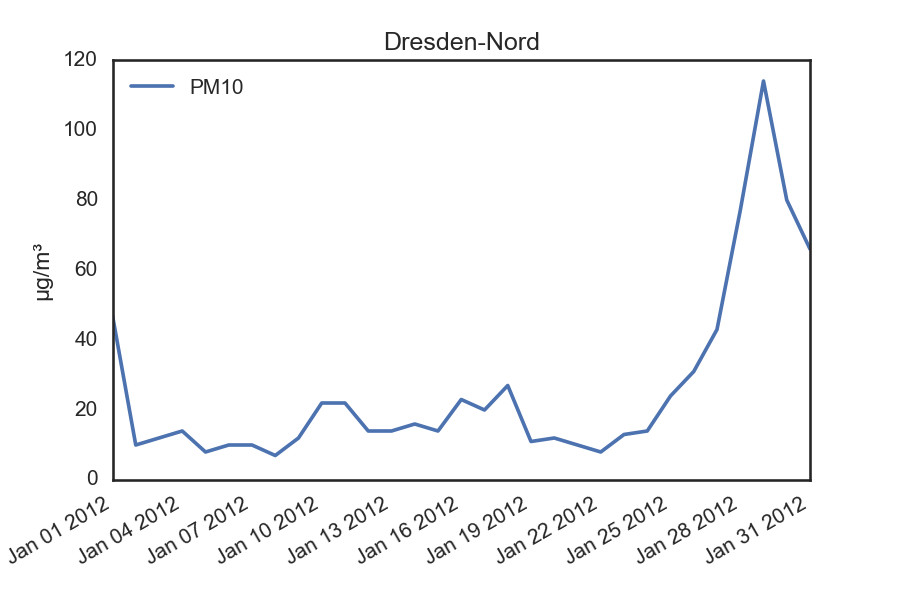 Dresden-Nord
120
100
80
60
40
20
0
µg/m³
PM10
Jan 01 2012
Jan 04 2012
Jan 07 2012
Jan 10 2012
Jan 13 2012
Jan 16 2012
Jan 19 2012
Jan 22 2012
Jan 25 2012
Jan 28 2012
Jan 31 2012